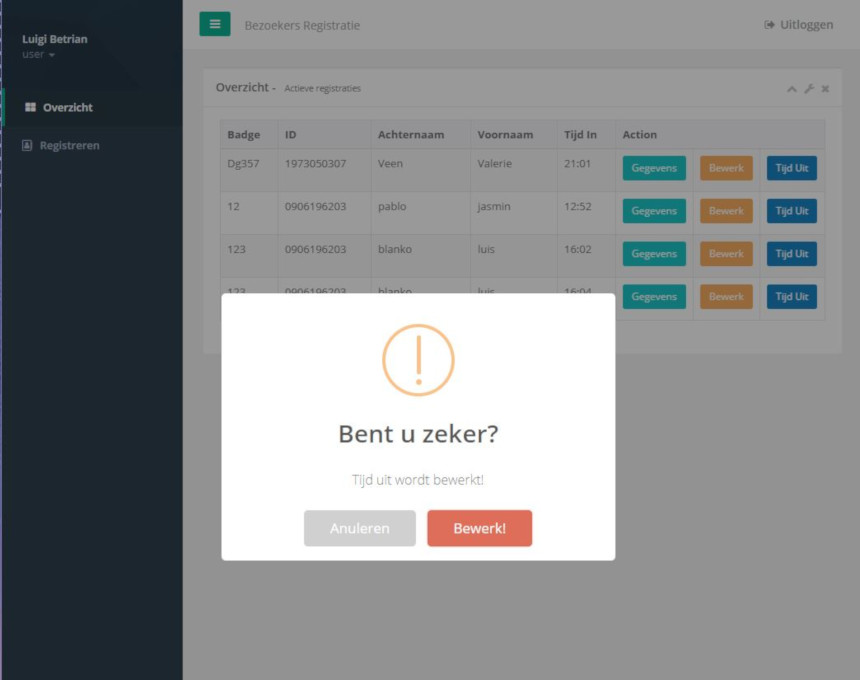 Luigi Betrian
user
Overzicht
Registreren
Bezoekers Registratie
Uitloggen
Overzicht - Actieve registraties
Badge ID Achternaam Voornaam Tijd In Action
Dg357 1973050307 Veen Valerie 21:01 Gegevens Bewerk Tijd Uit
12 0906196203 pablo jasmin 12:52 Gegevens Bewerk Tijd Uit
123 0906196203 blanko luis 16:02 Gegevens Bewerk Tijd Uit
123 0906196203 blanko luis 16:04 Gegevens Bewerk Tijd Uit
Bent u zeker?
Tijd uit wordt bewerkt!
Anuleren Bewerk!